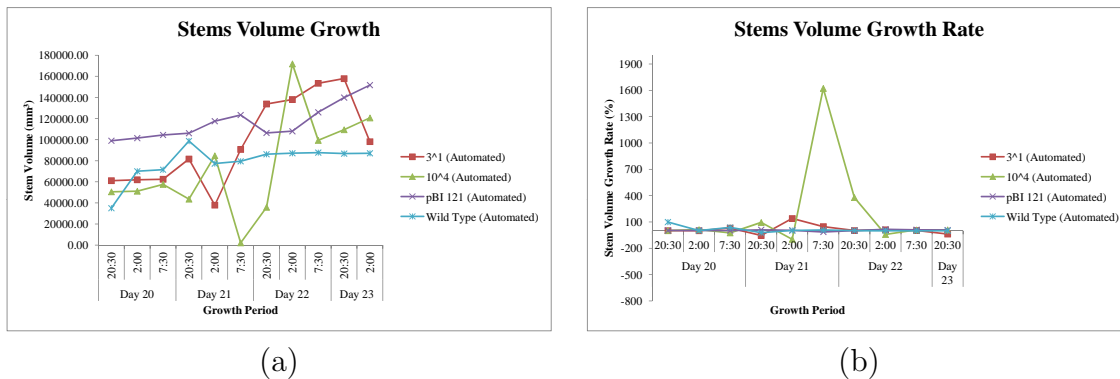 Stems Volume Growth
180000.00
160000.00
140000.00
120000.00
100000.00
80000.00
60000.00
40000.00
20000.00
0.00
Stem Volume (mm³)
20:30 2:00 7:30 20:30 2:00 7:30 20:30 2:00 7:30 20:30 2:00
Day 20 Day 21 Day 22 Day 23
Growth Period
3^1 (Automated)
10^4 (Automated)
pBI 121 (Automated)
Wild Type (Automated)
(a)
Stems Volume Growth Rate
1900
1600
1300
1000
700
400
100
-200
-500
-800
Stem Volume Growth Rate (%)
20:30 2:00 7:30 20:30 2:00 7:30 20:30 2:00 7:30 20:30
Day 20 Day 21 Day 22 Day 23
Growth Period
3^1 (Automated)
10^4 (Automated)
pBI 121 (Automated)
Wild Type (Automated)
(b)